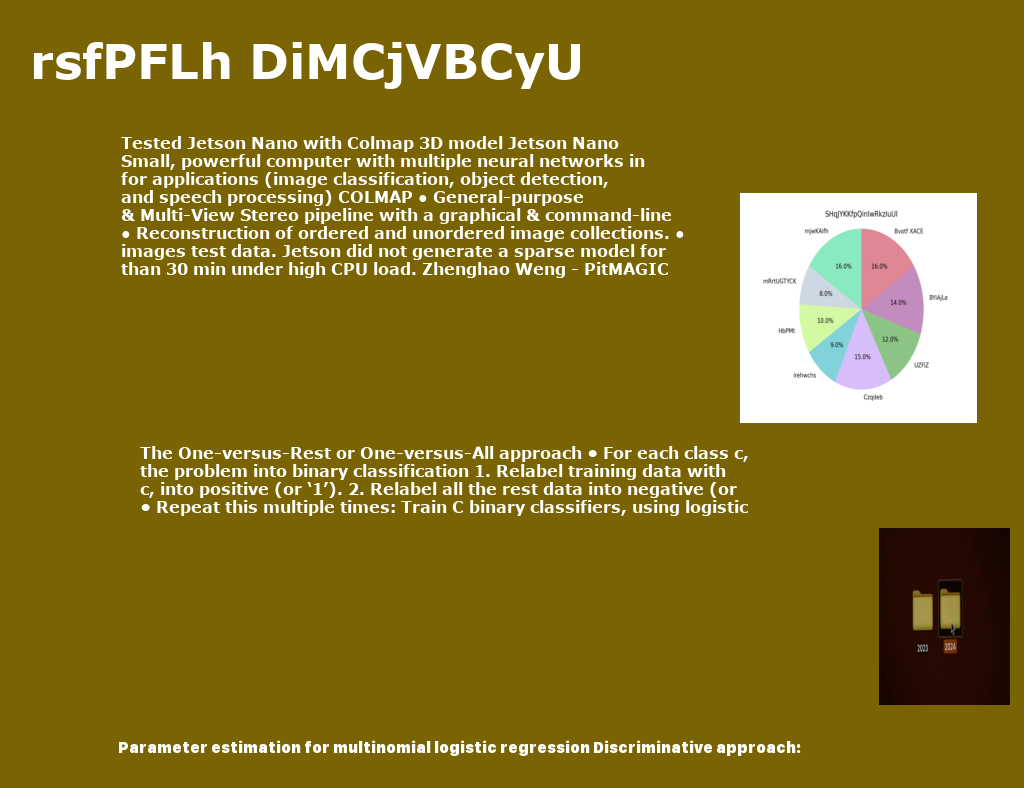 rsfPFLh DiMCjVBCyU
Tested Jetson Nano with Colmap 3D model Jetson Nano
Small, powerful computer with multiple neural networks in
for applications (image classification, object detection,
and speech processing) COLMAP ● General-purpose
& Multi-View Stereo pipeline with a graphical & command-line
● Reconstruction of ordered and unordered image collections. ●
images test data. Jetson did not generate a sparse model for
than 30 min under high CPU load. Zhenghao Weng - PitMAGIC
SHqJYKKfpQinlwRkzluUI
mjwKAifh
Bvotf XACE
16.0%
16.0%
mRrtUGTYCK
8.0%
14.0%
BYiAjLe
HbPMt
10.0%
12.0%
9.0%
15.0%
UZFiZ
irehwchs
Czqdeb
The One-versus-Rest or One-versus-All approach ● For each class c,
the problem into binary classification 1. Relabel training data with
c, into positive (or ‘1’). 2. Relabel all the rest data into negative (or
● Repeat this multiple times: Train C binary classifiers, using logistic
2023
2024
Parameter estimation for multinomial logistic regression Discriminative approach: